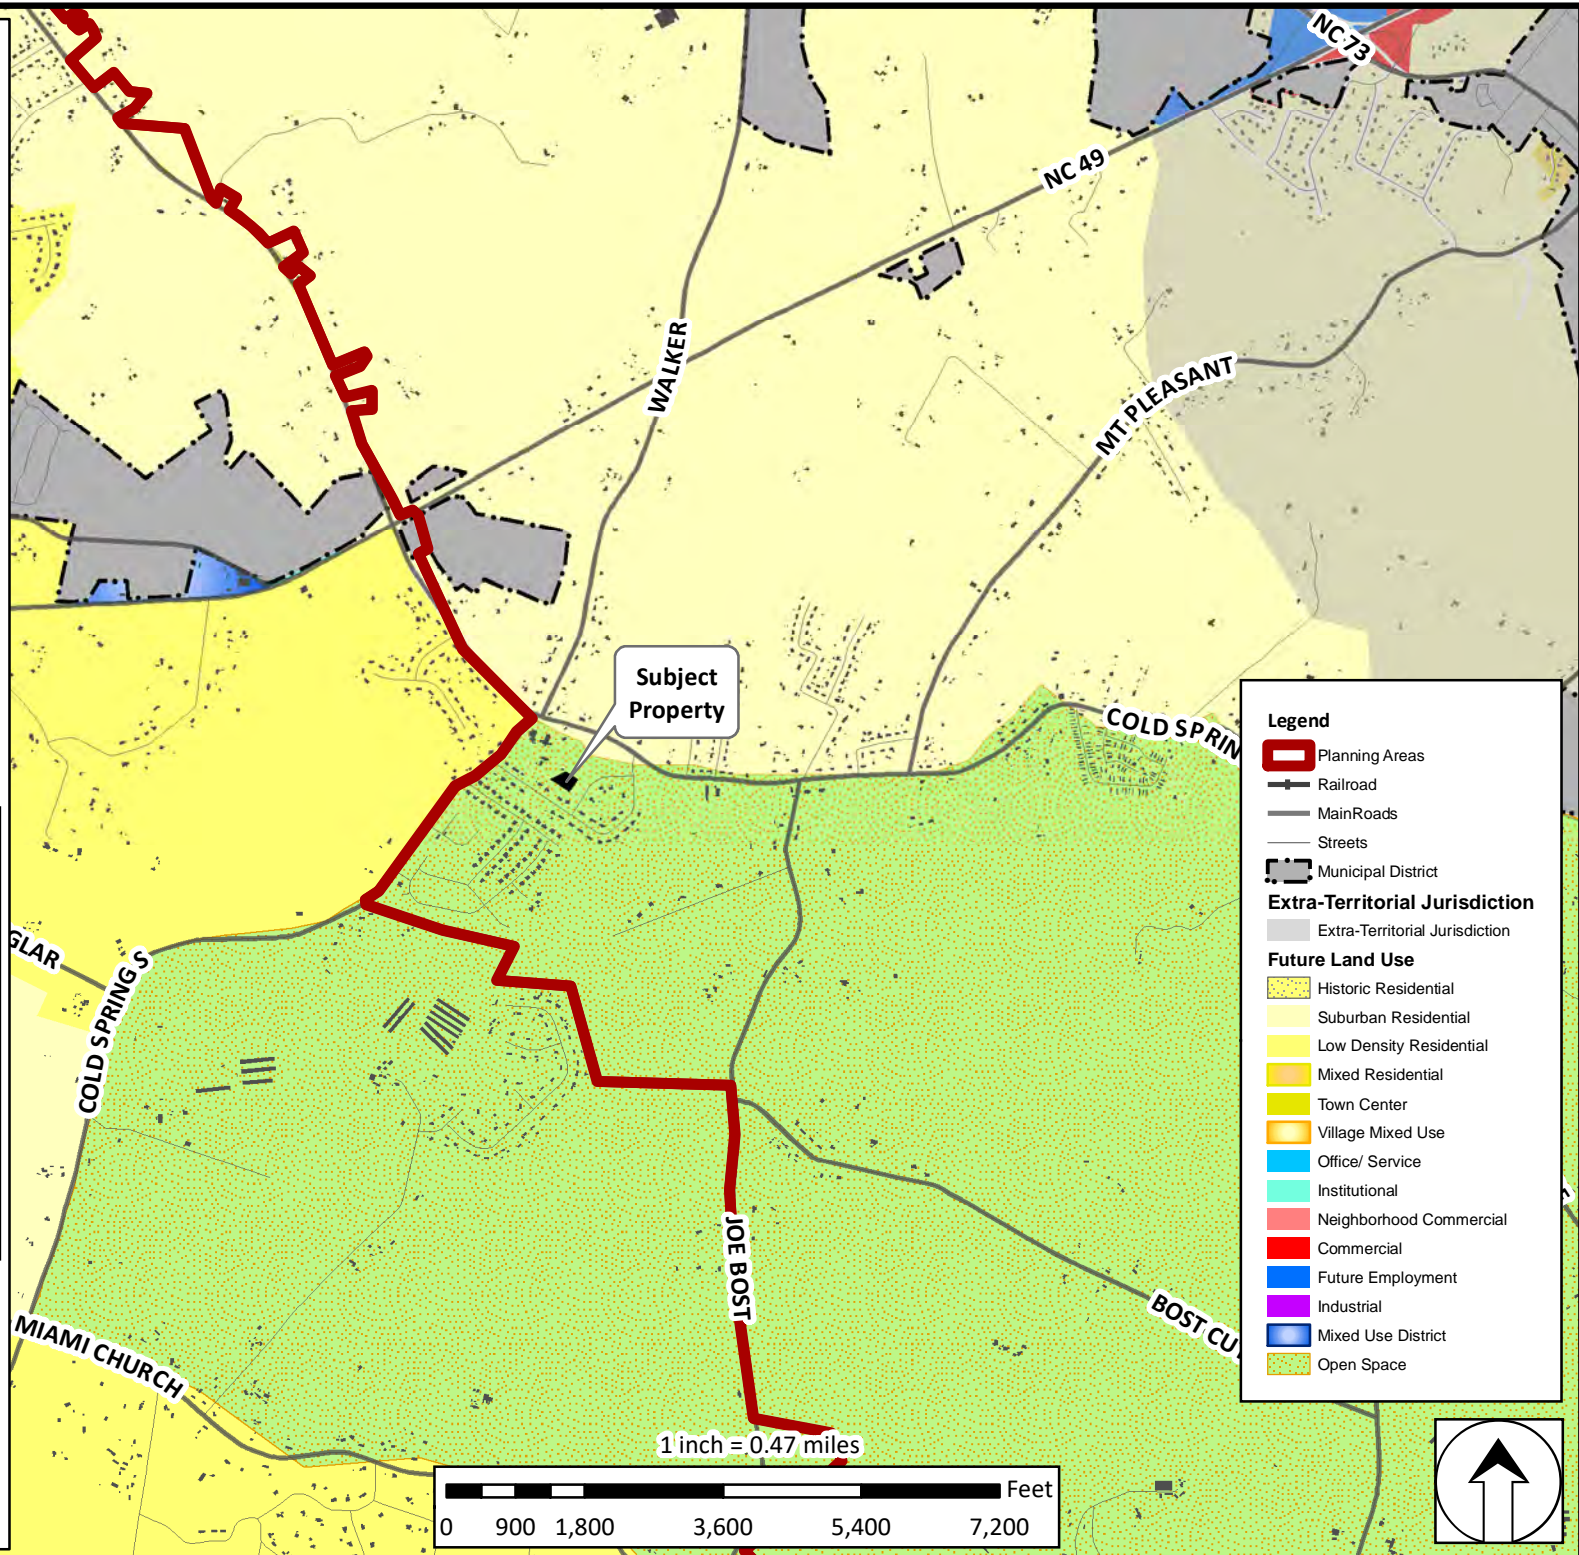 NC 73
NC 49
WALKER
MT PLEASANT
Subject
Property
COLD SPRIN
GLAR
COLD SPRING S
JOE BOST
BOST CU
MIAMI CHURCH
Legend
Planning Areas
Railroad
MainRoads
Streets
Municipal District
Extra-Territorial Jurisdiction
Extra-Territorial Jurisdiction
Future Land Use
Historic Residential
Suburban Residential
Low Density Residential
Mixed Residential
Town Center
Village Mixed Use
Office/ Service
Institutional
Neighborhood Commercial
Commercial
Future Employment
Industrial
Mixed Use District
Open Space
1 inch = 0.47 miles
Feet
0 900 1,800 3,600 5,400 7,200